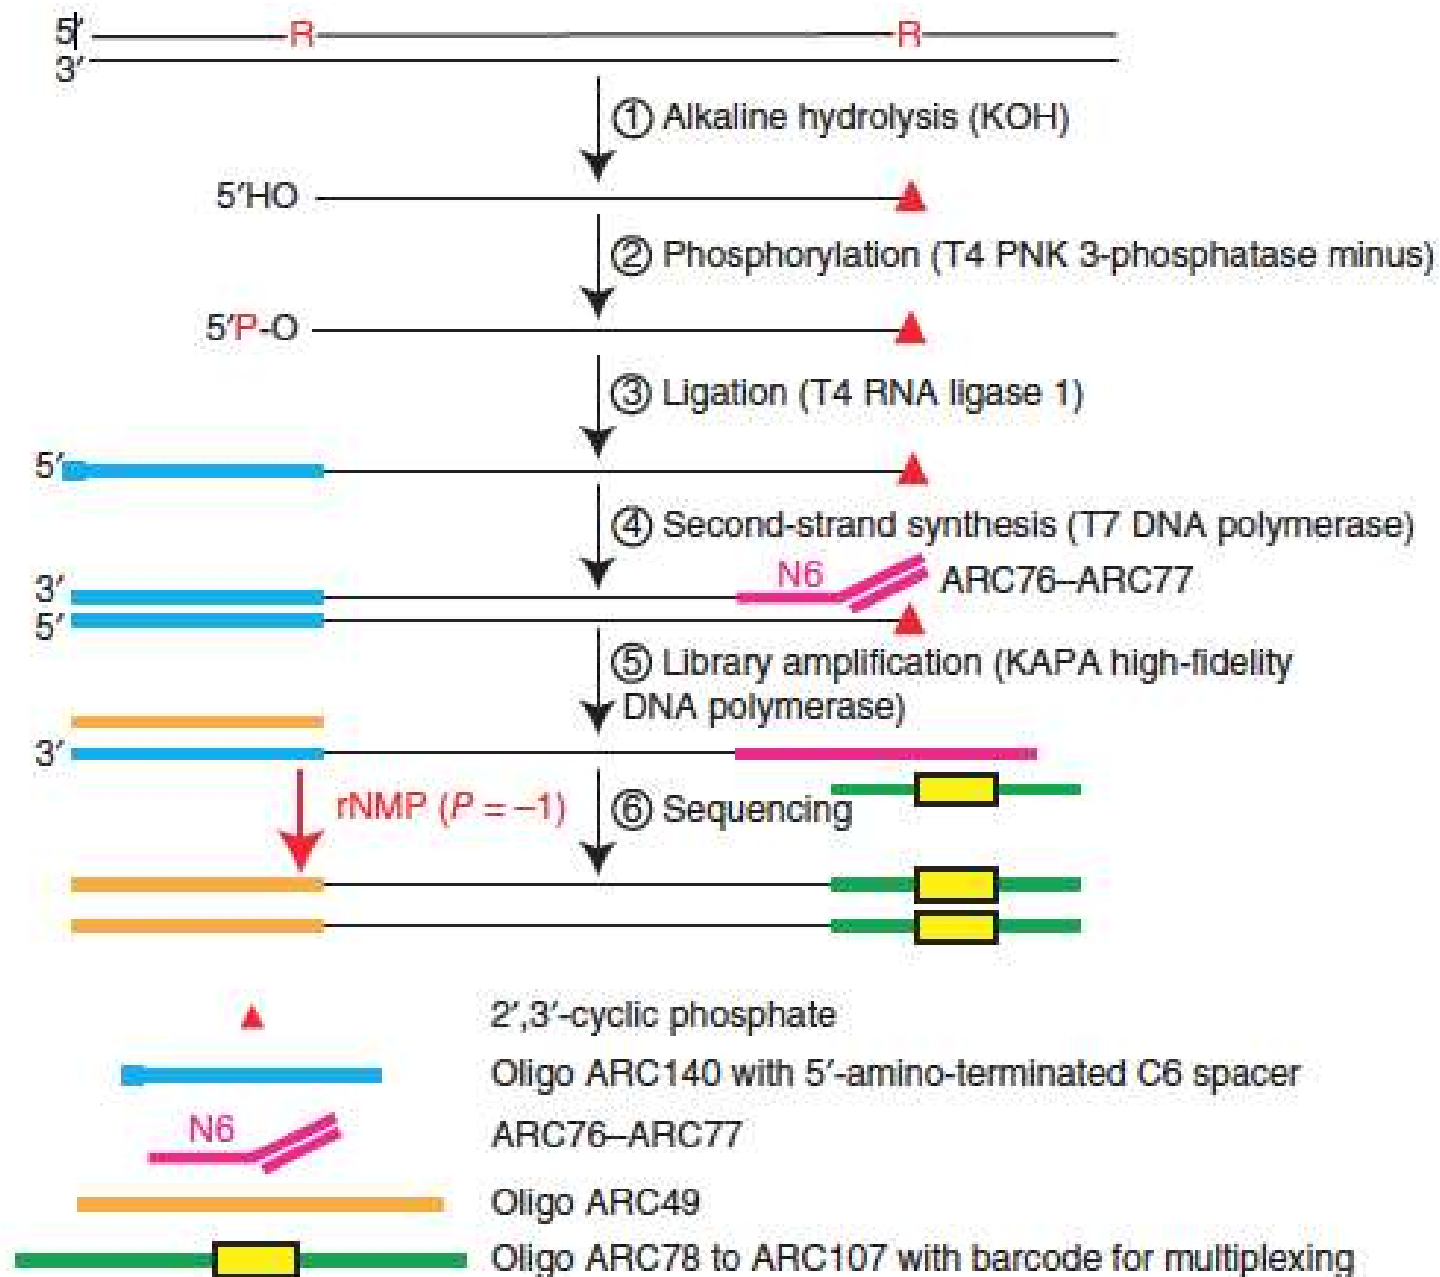 5′ R R
3′
① Alkaline hydrolysis (KOH)
5′HO
② Phosphorylation (T4 PNK 3-phosphatase minus)
5′P-O
③ Ligation (T4 RNA ligase 1)
5′
④ Second-strand synthesis (T7 DNA polymerase)
3′ N6 ARC76–ARC77
5′
⑤ Library amplification (KAPA high-fidelity
DNA polymerase)
3′
rNMP (P = –1) ⑥ Sequencing
2′,3′-cyclic phosphate
Oligo ARC140 with 5′-amino-terminated C6 spacer
N6
ARC76–ARC77
Oligo ARC49
Oligo ARC78 to ARC107 with barcode for multiplexing